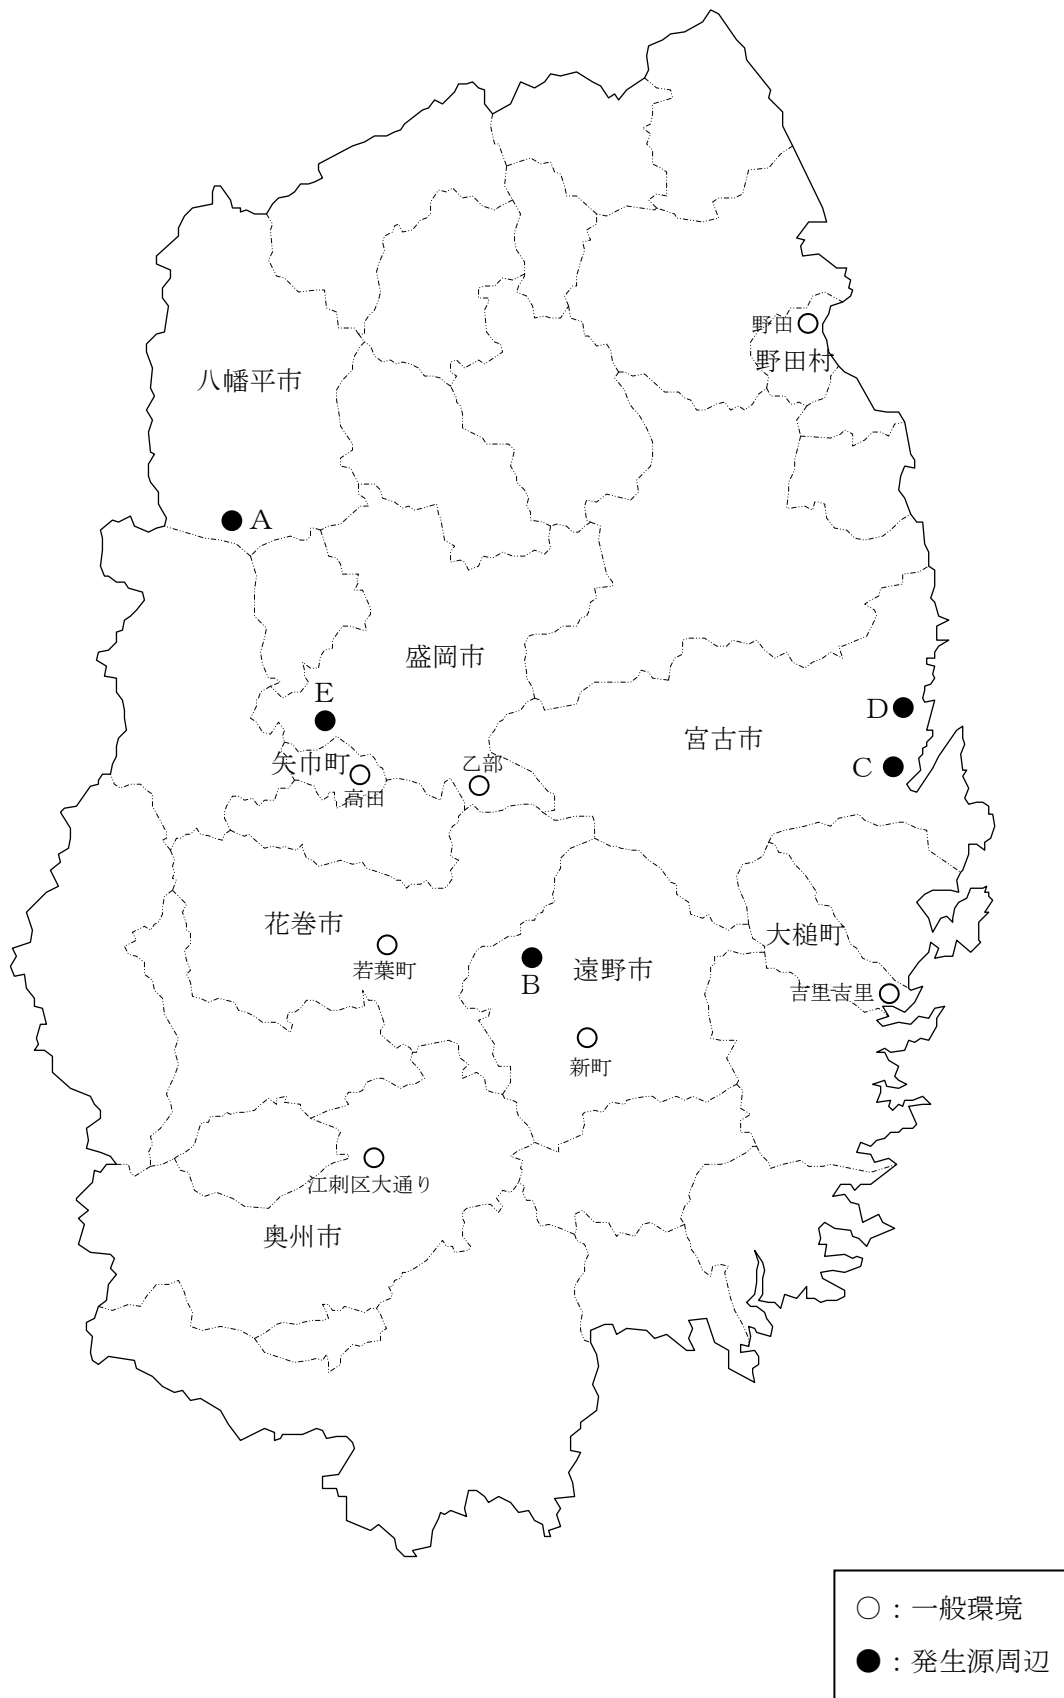 野田
野田村
八幡平市
A
盛岡市
E
D
宮古市
矢巾町
乙部
C
高田
花巻市
大槌町
若葉町
B
遠野市
吉里吉里
新町
江刺区大通り
奥州市
○：一般環境
●：発生源周辺